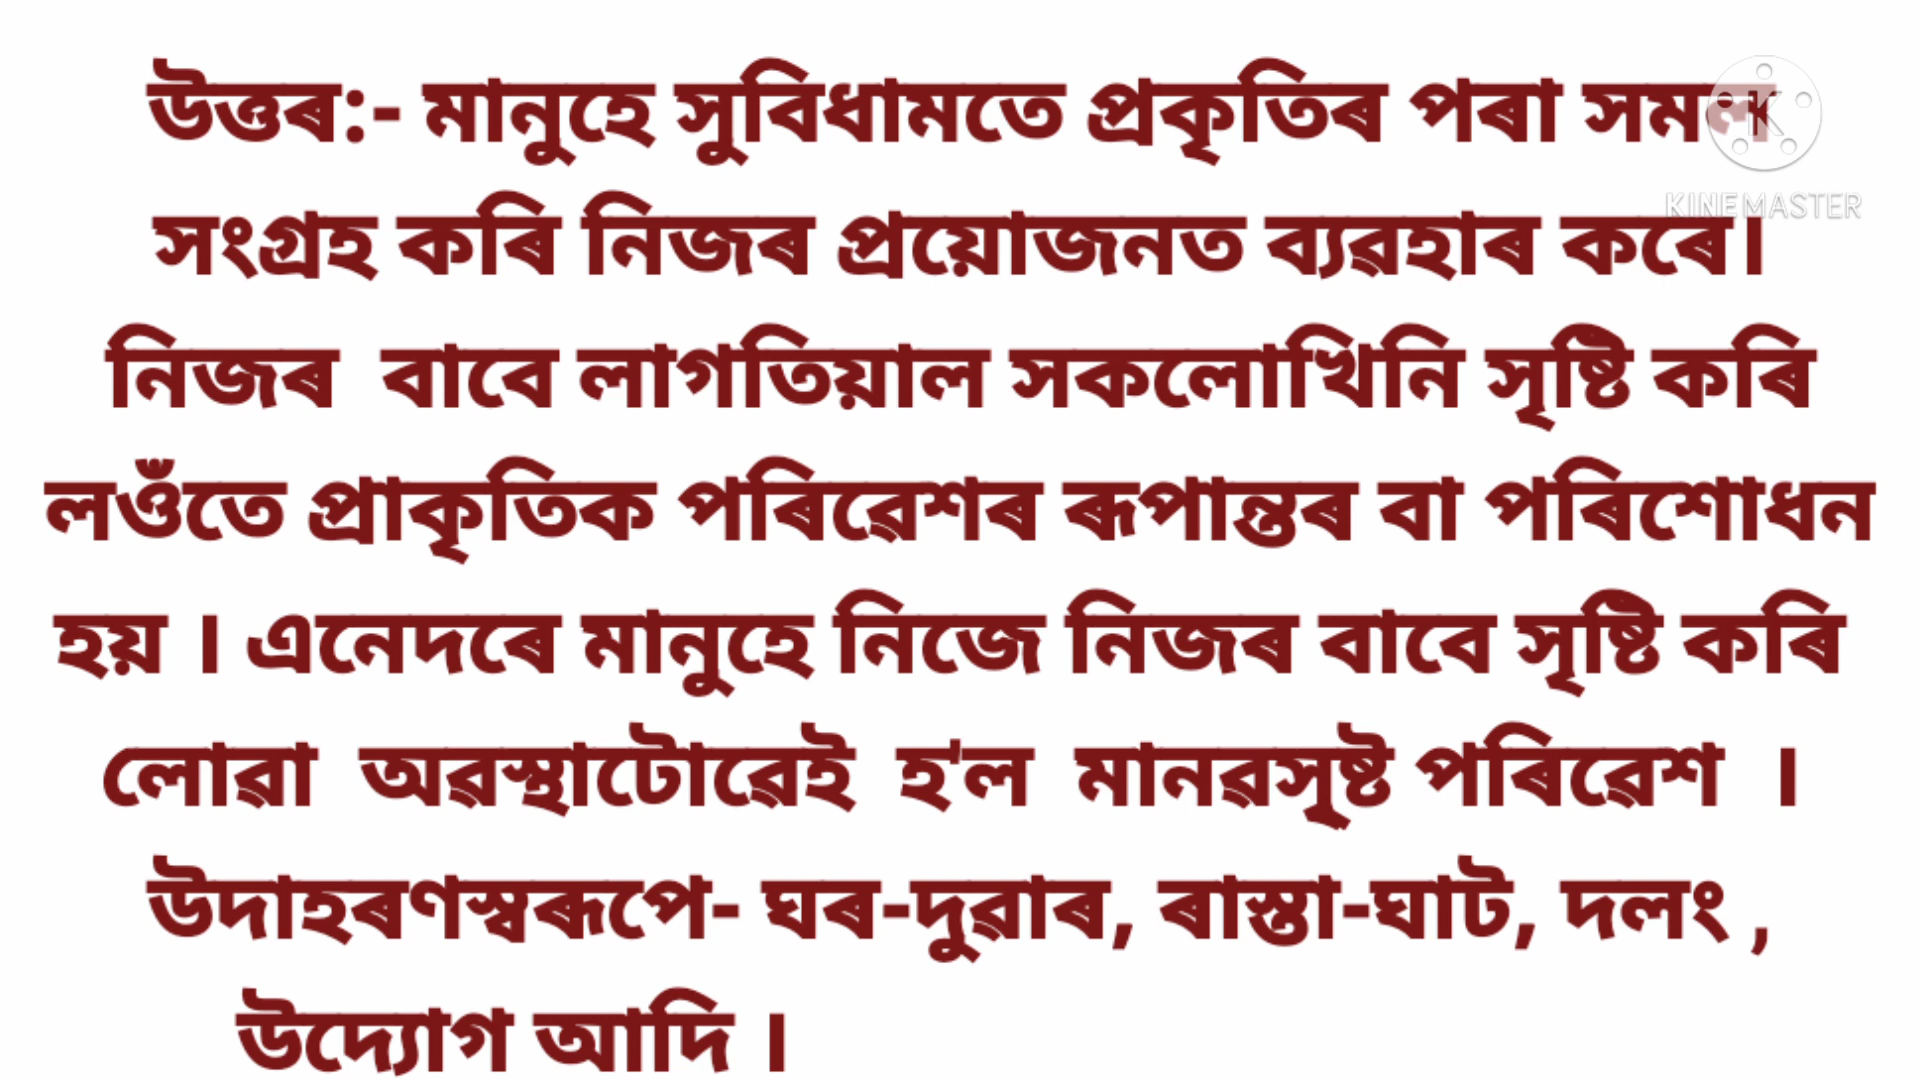 উত্তৰ:- মানুহে সুবিধামতে প্ৰকৃতিৰ পৰা সমল
সংগ্ৰহ কৰি নিজৰ প্ৰয়োজনত ব্যৱহাৰ কৰে।
নিজৰ বাবে লাগতিয়াল সকলোখিনি সৃষ্টি কৰি
লওঁতে প্ৰাকৃতিক পৰিৱেশৰ ৰূপান্তৰ বা পৰিশোধন
হয় । এনেদৰে মানুহে নিজে নিজৰ বাবে সৃষ্টি কৰি
লোৱা অৱস্থাটোৱেই হ'ল মানৱসৃষ্ট পৰিৱেশ ।
উদাহৰণস্বৰূপে- ঘৰ-দুৱাৰ, ৰাস্তা-ঘাট, দলং ,
উদ্যোগ আদি ।
K
KINEMASTER